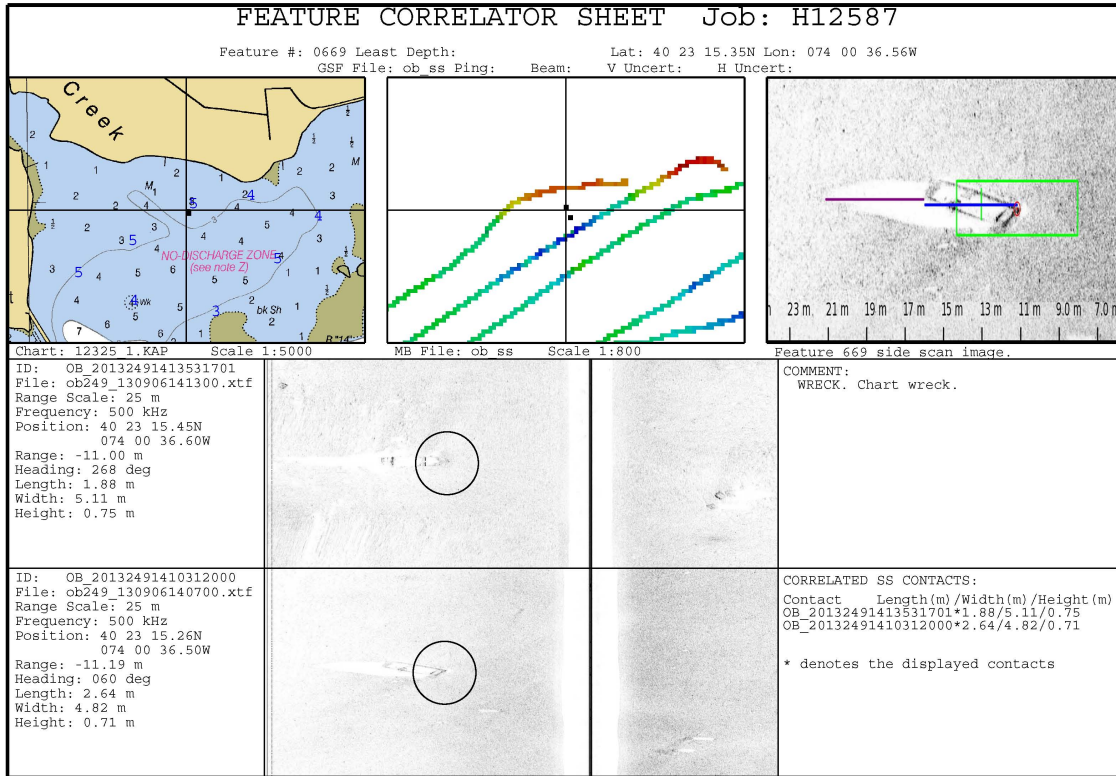 FEATURE CORRELATOR SHEET Job: H12587
Feature #: 0669 Least Depth: Lat: 40 23 15.35N Lon: 074 00 36.56W
GSF File: ob_ss Ping: Beam: V Uncert: H Uncert:
Creek
M
NO-DISCHARGE ZONE
(see note Z)
Wk
bk Sh
23 m 21 m 19 m 17 m 15 m 13 m 11 m 9.0 m 7.0 m
Chart: 12325_1.KAP Scale 1:5000
MB File: ob_ss Scale 1:800
Feature 669 side scan image.
ID: OB_20132491413531701
File: ob249_130906141300.xtf
Range Scale: 25 m
Frequency: 500 kHz
Position: 40 23 15.45N
074 00 36.60W
Range: -11.00 m
Heading: 268 deg
Length: 1.88 m
Width: 5.11 m
Height: 0.75 m
COMMENT:
WRECK. Chart wreck.
ID: OB_20132491410312000
File: ob249_130906140700.xtf
Range Scale: 25 m
Frequency: 500 kHz
Position: 40 23 15.26N
074 00 36.50W
Range: -11.19 m
Heading: 060 deg
Length: 2.64 m
Width: 4.82 m
Height: 0.71 m
CORRELATED SS CONTACTS:
Contact Length(m)/Width(m)/Height(m)
OB_20132491413531701*1.88/5.11/0.75
OB_20132491410312000*2.64/4.82/0.71
* denotes the displayed contacts